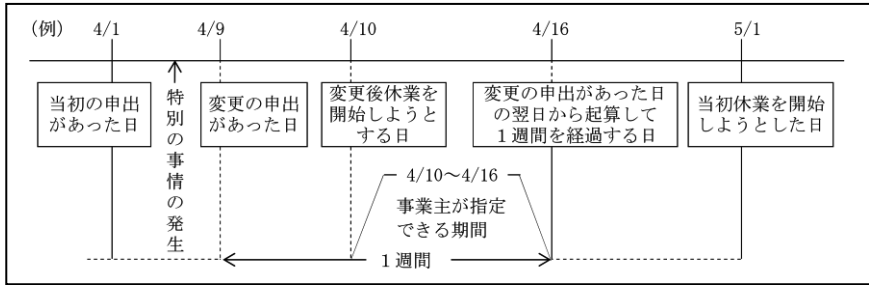 (例) 4/1 4/9 4/10 4/16 5/1
当初の申出
があった日
特別の事情の発生
変更の申出
があった日
変更後休業を
開始しようと
する日
変更の申出があった日
の翌日から起算して
1週間を経過する日
当初休業を開始
しようとした日
4/10～4/16
事業主が指定
できる期間
1週間